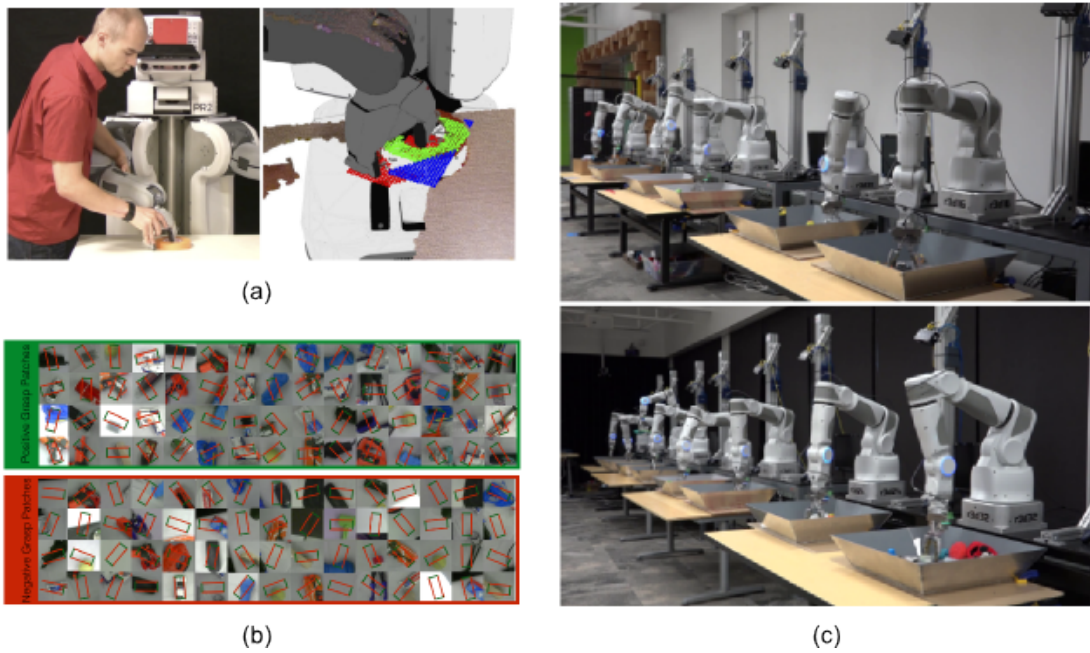 PR2
(a)
Positive Grasp Patches
Negative Grasp Patches
(b)
(c)